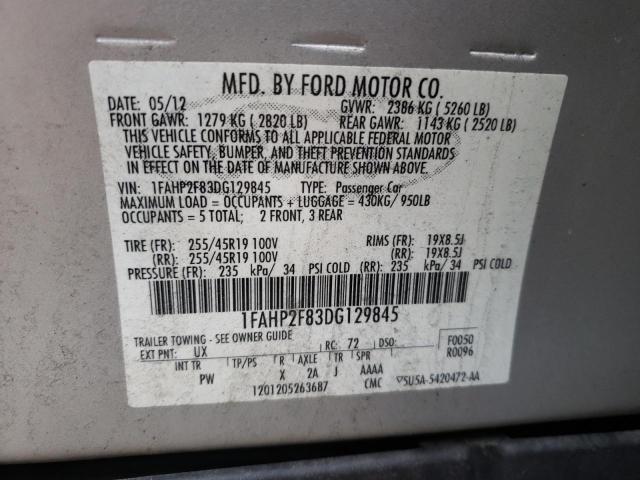 MFD. BY FORD MOTOR CO.
DATE: 05/12 GVWR: 2386 KG ( 5260 LB)
FRONT GAWR: 1279 KG ( 2820 LB) REAR GAWR: 1143 KG ( 2520 LB)
THIS VEHICLE CONFORMS TO ALL APPLICABLE FEDERAL MOTOR
VEHICLE SAFETY, BUMPER, AND THEFT PREVENTION STANDARDS
IN EFFECT ON THE DATE OF MANUFACTURE SHOWN ABOVE.
VIN: 1FAHP2F83DG129845 TYPE: Passenger Car
MAXIMUM LOAD = OCCUPANTS + LUGGAGE = 430KG/ 950LB
OCCUPANTS = 5 TOTAL; 2 FRONT, 3 REAR
TIRE (FR): 255/45R19 100V RIMS (FR): 19X8.5J
(RR): 255/45R19 100V (RR): 19X8.5J
PRESSURE (FR): 235 kPa/ 34 PSI COLD (RR): 235 kPa/ 34 PSI COLD
1FAHP2F83DG129845
TRAILER TOWING - SEE OWNER GUIDE F0050
EXT PNT: UX RC: 72 DSO: R0096
INT TR TP/PS R AXLE TR SPR
PW X 2A J AAAA
1201205263687 CMC 5U5A-5420472-AA